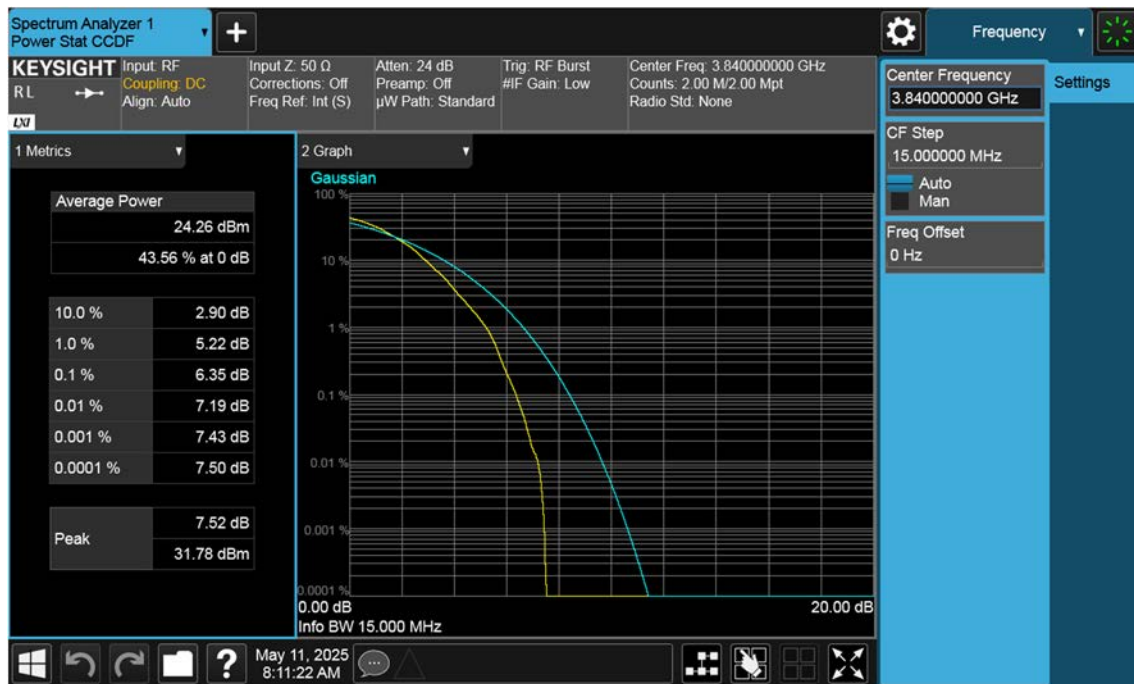 Spectrum Analyzer 1
Power Stat CCDF
+
Frequency
KEYSIGHT
RL
LXI
Input: RF
Coupling: DC
Align: Auto
Input Z: 50 Ω
Corrections: Off
Freq Ref: Int (S)
Atten: 24 dB
Preamp: Off
µW Path: Standard
Trig: RF Burst
#IF Gain: Low
Center Freq: 3.840000000 GHz
Counts: 2.00 M/2.00 Mpt
Radio Std: None
Center Frequency
3.840000000 GHz
Settings
CF Step
15.000000 MHz
Auto
Man
Freq Offset
0 Hz
1 Metrics
Average Power
24.26 dBm
43.56 % at 0 dB
10.0 % 2.90 dB
1.0 % 5.22 dB
0.1 % 6.35 dB
0.01 % 7.19 dB
0.001 % 7.43 dB
0.0001 % 7.50 dB
Peak
7.52 dB
31.78 dBm
2 Graph
Gaussian
100 %
10 %
1 %
0.1 %
0.01 %
0.001 %
0.0001 %
0.00 dB 20.00 dB
Info BW 15.000 MHz
?
May 11, 2025
8:11:22 AM